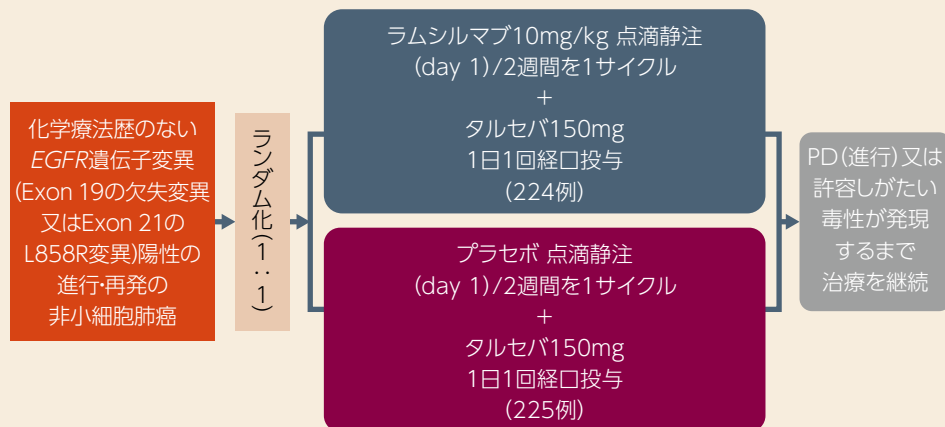 化学療法歴のない
EGFR遺伝子変異
(Exon 19の欠失変異
又はExon 21の
L858R変異)陽性の
進行・再発の
非小細胞肺癌
ランダム化(1：1)
ラムシルマブ10mg/kg 点滴静注
(day 1)/2週間を1サイクル
+
タルセバ150mg
1日1回経口投与
(224例)
プラセボ 点滴静注
(day 1)/2週間を1サイクル
+
タルセバ150mg
1日1回経口投与
(225例)
PD(進行)又は
許容しがたい
毒性が発現
するまで
治療を継続